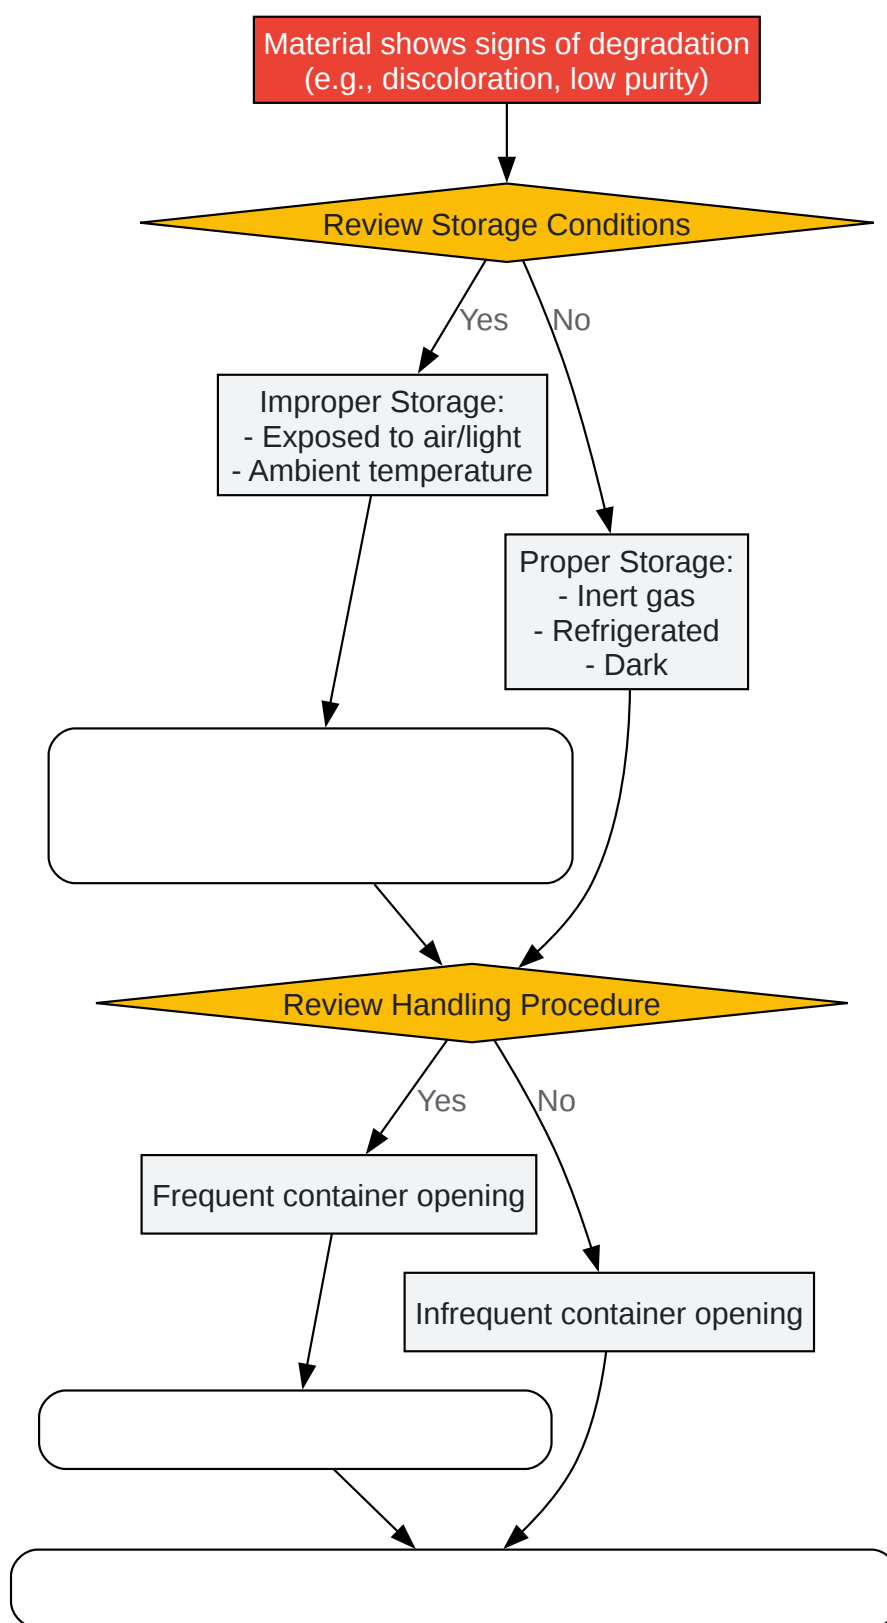 Material shows signs of degradation
(e.g., discoloration, low purity)
Review Storage Conditions
Yes
No
Improper Storage:
- Exposed to air/light
- Ambient temperature
Proper Storage:
- Inert gas
- Refrigerated
- Dark
Review Handling Procedure
Yes
No
Frequent container opening
Infrequent container opening